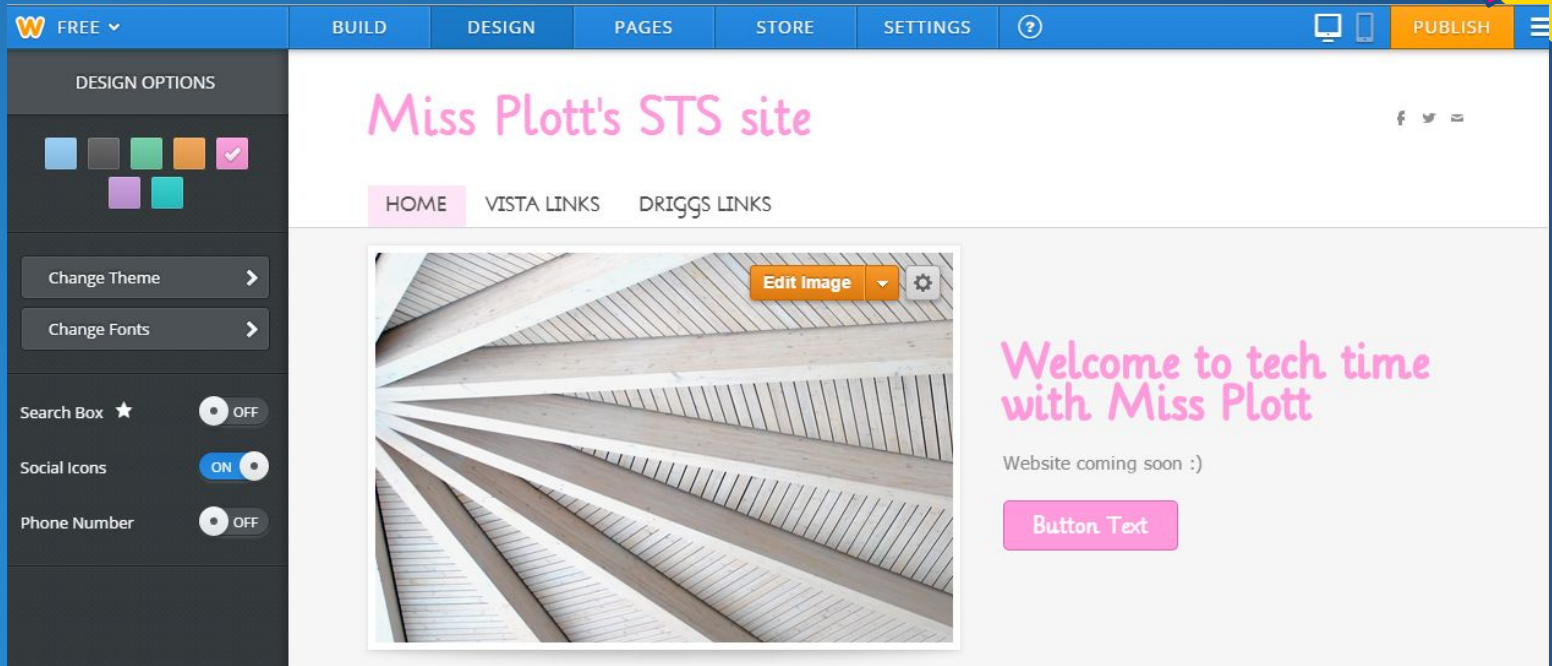 W FREE BUILD DESIGN PAGES STORE SETTINGS ? PUBLISH
DESIGN OPTIONS
Change Theme
Change Fonts
Search Box OFF
Social Icons ON
Phone Number OFF
Miss Plott's STS site
f
HOME VISTA LINKS DRIGGS LINKS
Edit Image
Welcome to tech time
with Miss Plott
Website coming soon :)
Button Text